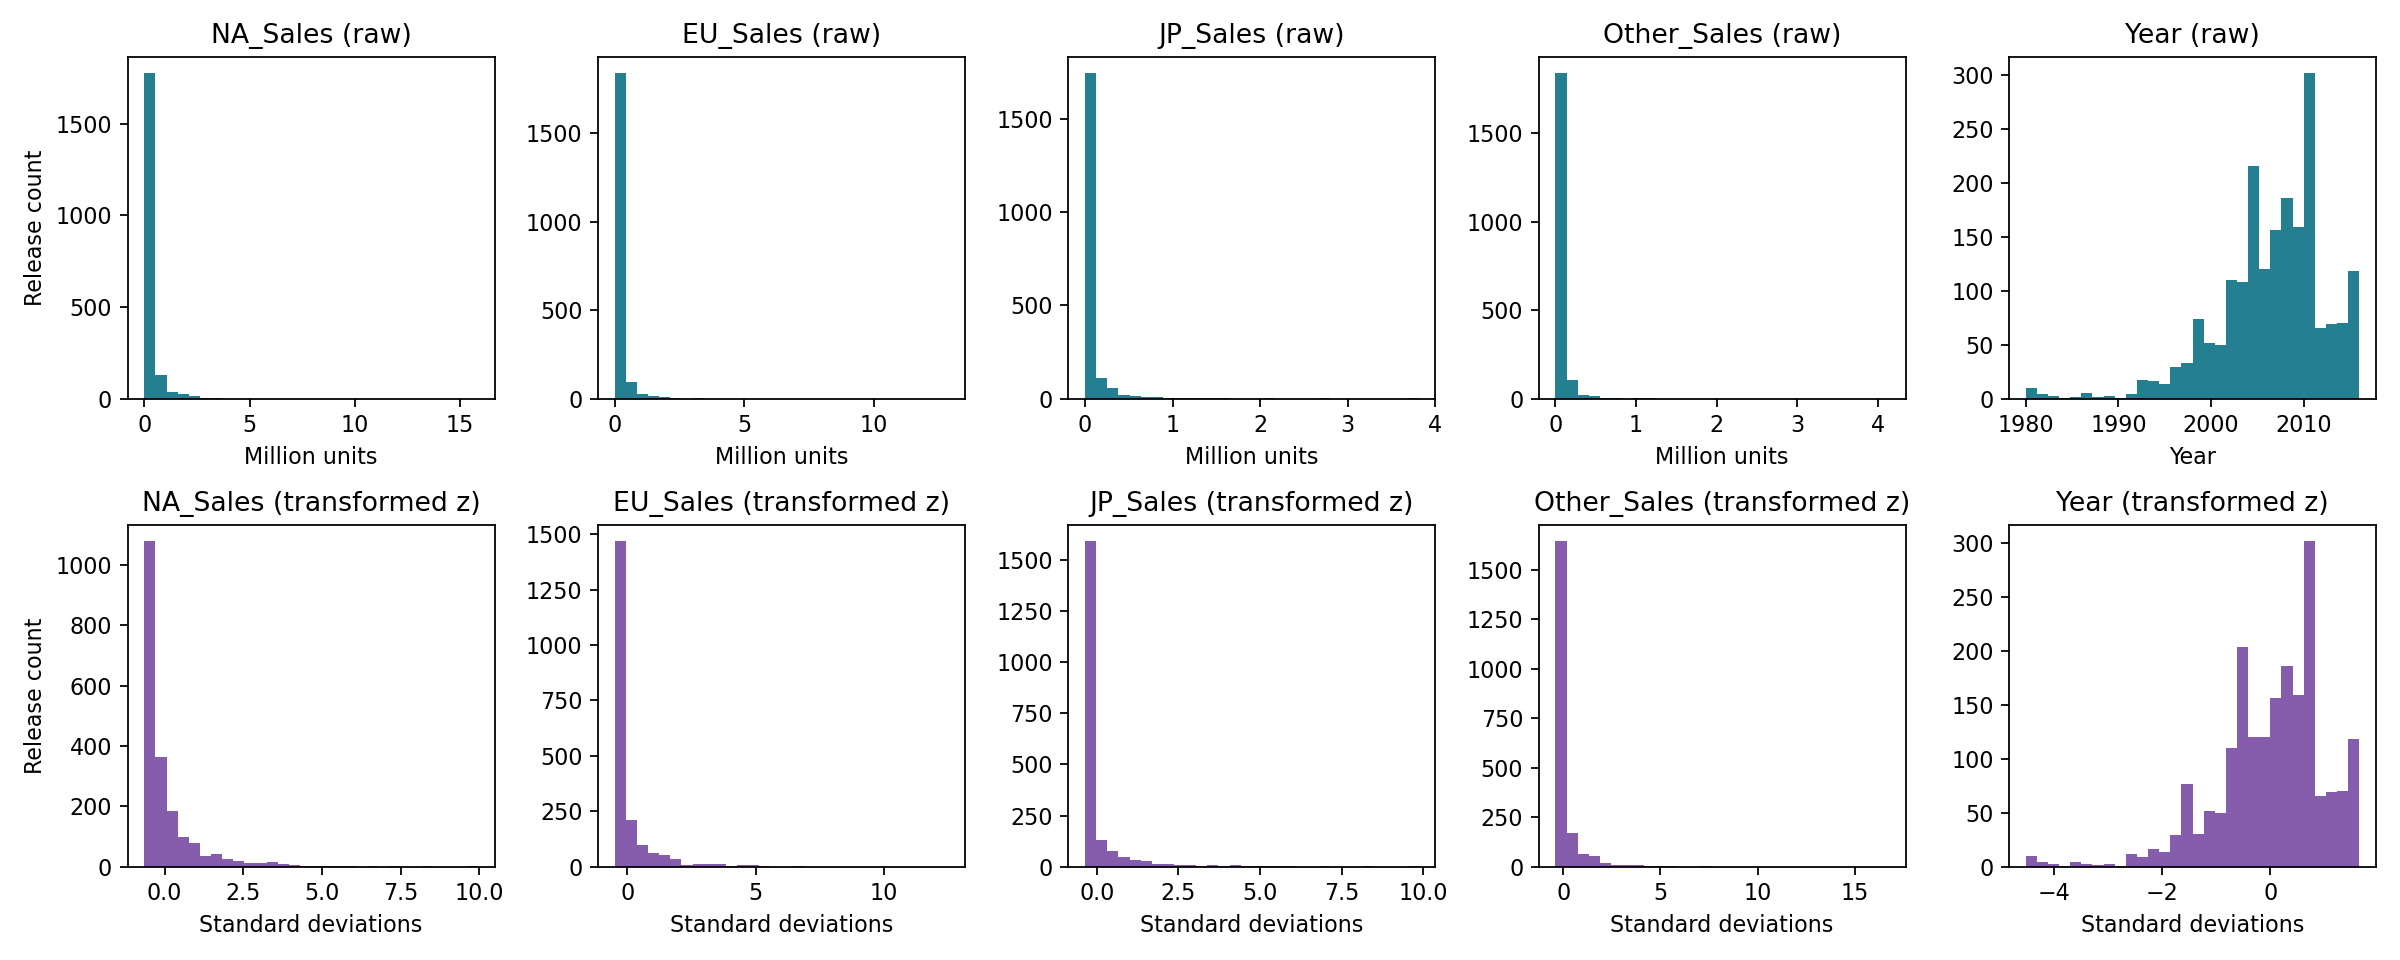 NA_Sales (raw)
EU_Sales (raw)
JP_Sales (raw)
Other_Sales (raw)
Year (raw)
Release count
1500
1000
500
0
0 5 10 15
Million units
1500
1000
500
0
0 5 10
Million units
1500
1000
500
0
0 1 2 3 4
Million units
1500
1000
500
0
0 1 2 3 4
Million units
300
250
200
150
100
50
0
1980 1990 2000 2010
Year
NA_Sales (transformed z)
EU_Sales (transformed z)
JP_Sales (transformed z)
Other_Sales (transformed z)
Year (transformed z)
Release count
1000
800
600
400
200
0
0.0 2.5 5.0 7.5 10.0
Standard deviations
1500
1250
1000
750
500
250
0
0 5 10
Standard deviations
1500
1250
1000
750
500
250
0
0.0 2.5 5.0 7.5 10.0
Standard deviations
1500
1250
1000
750
500
250
0
0 5 10 15
Standard deviations
300
250
200
150
100
50
0
−4 −2 0
Standard deviations